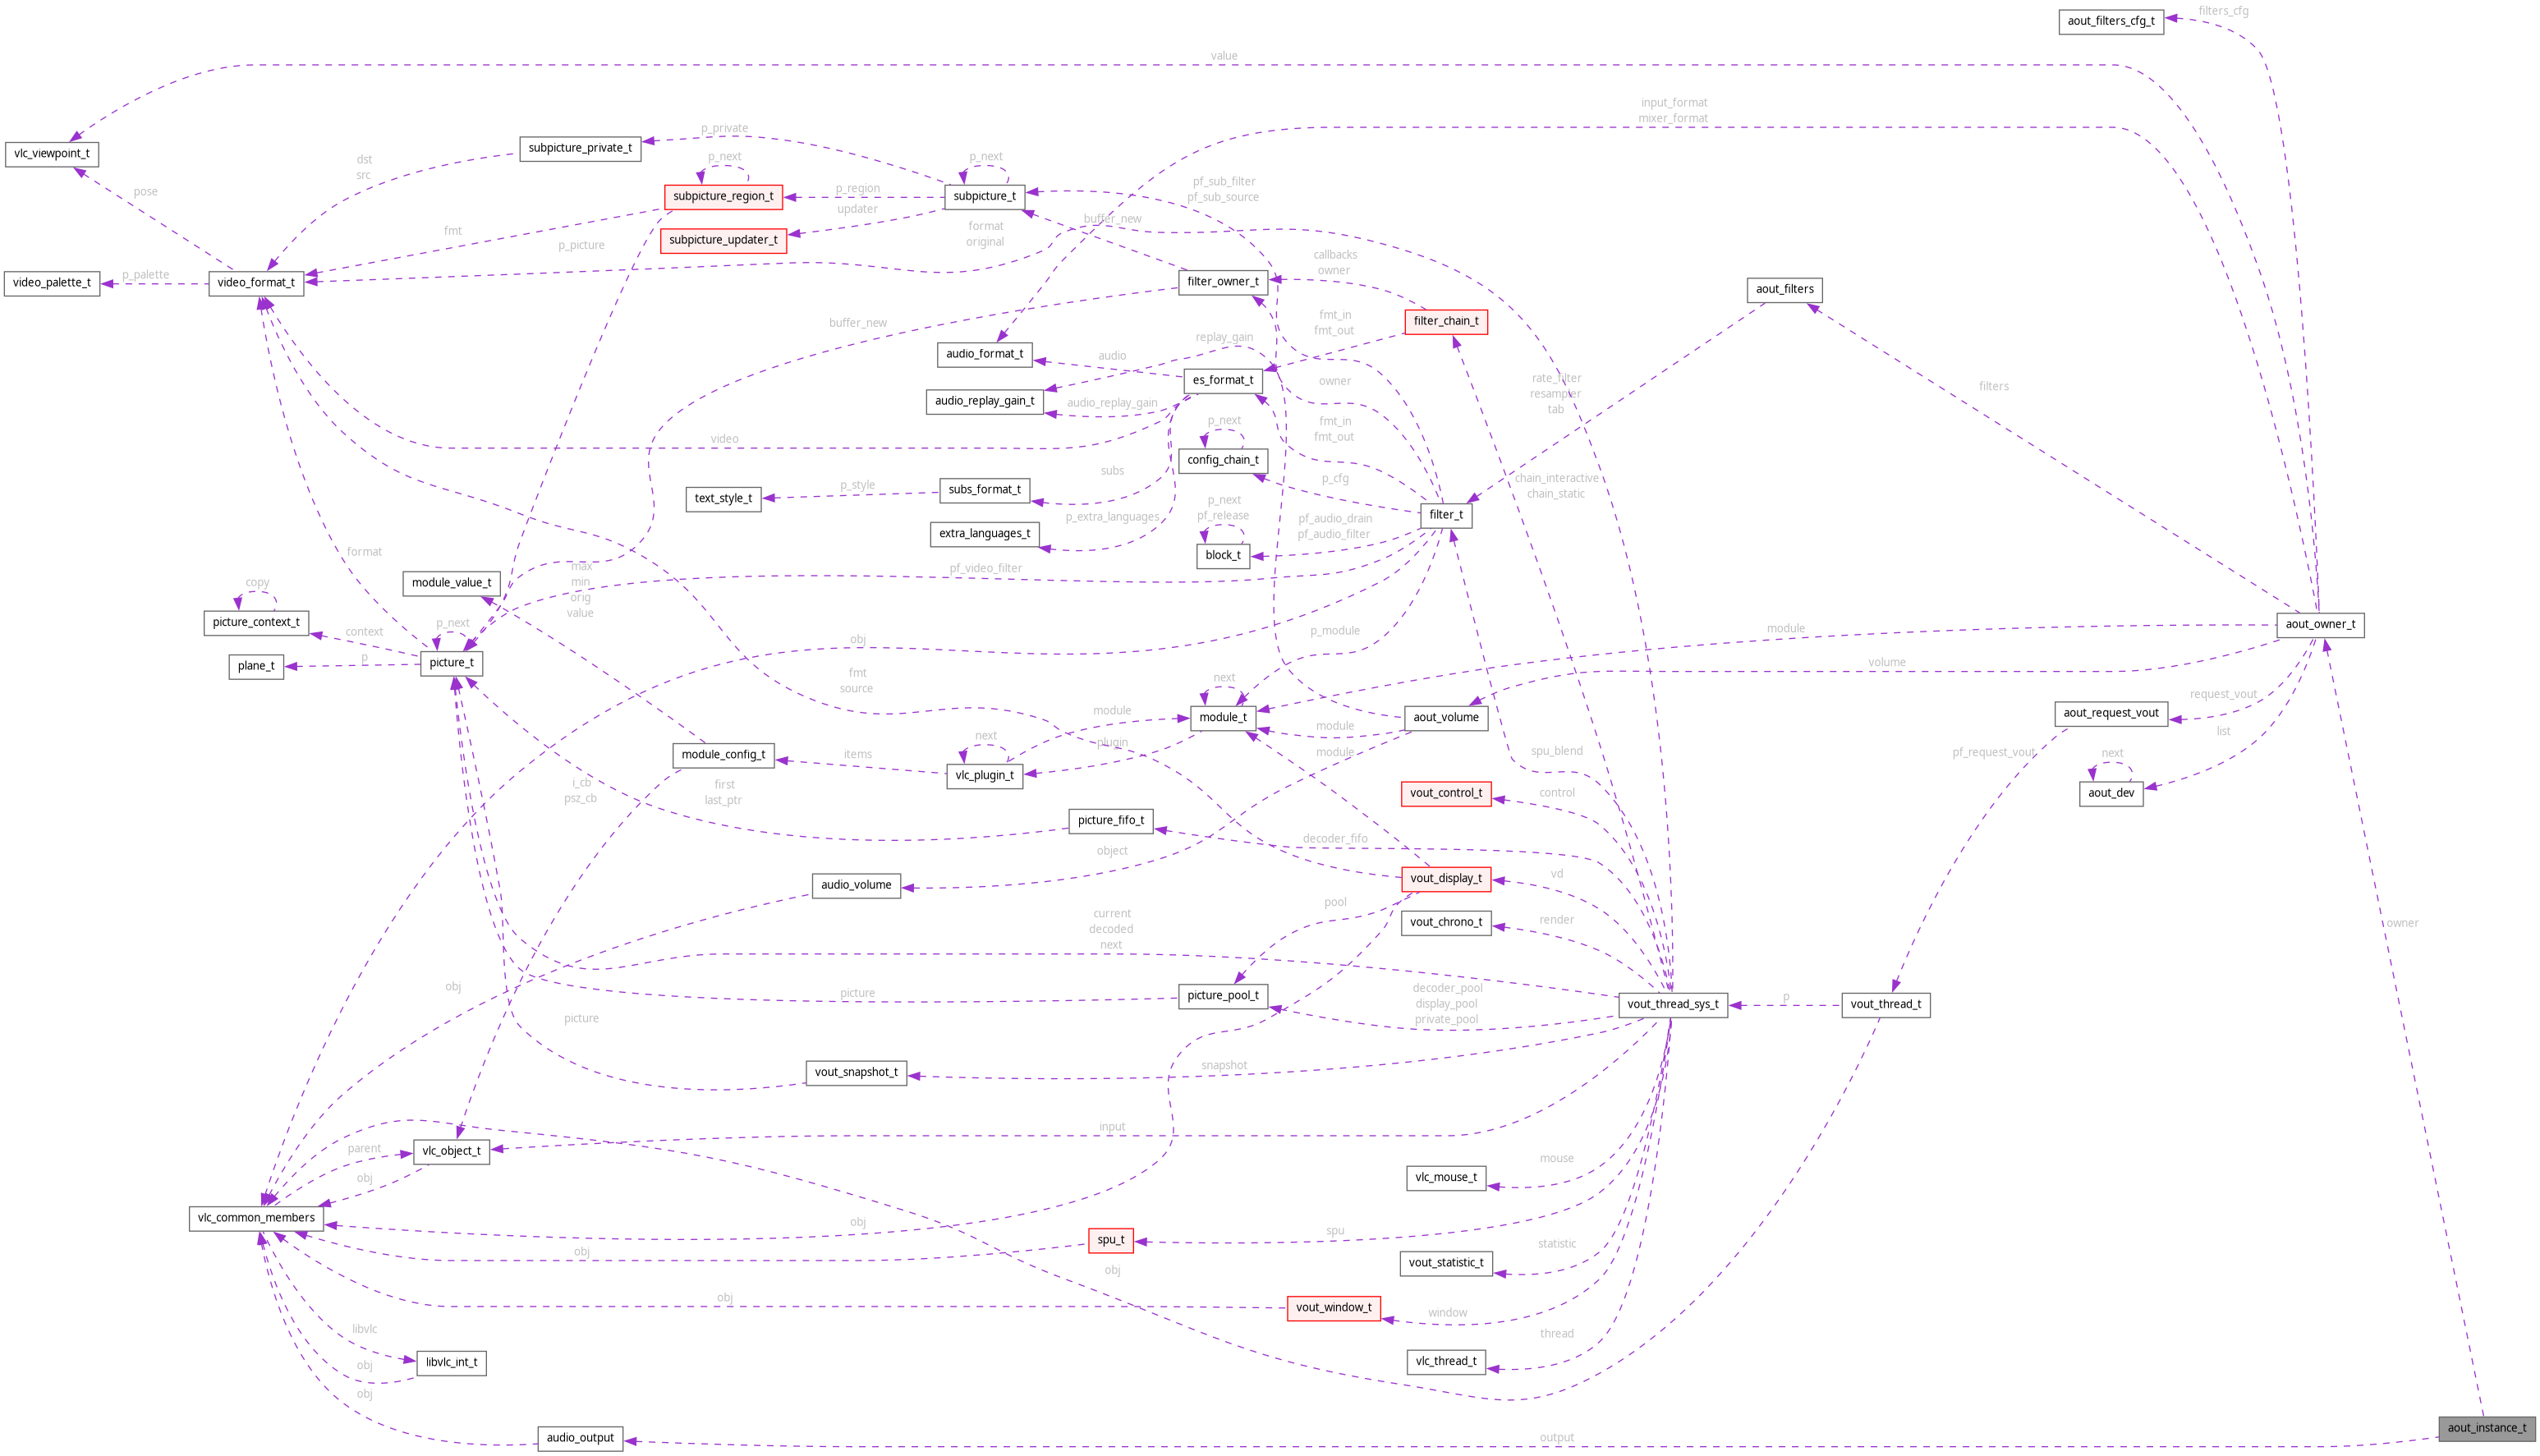 aout_filters_cfg_t
filters_cfg
value
input_format
mixer_format
vlc_viewpoint_t
subpicture_private_t
p_private
dst
src
p_next
p_next
pose
subpicture_region_t
p_region
subpicture_t
pf_sub_filter
pf_sub_source
updater
subpicture_updater_t
fmt
p_picture
format
original
buffer_new
callbacks
owner
video_palette_t
p_palette
video_format_t
filter_owner_t
aout_filters
buffer_new
filter_chain_t
fmt_in
fmt_out
replay_gain
audio_format_t
audio
es_format_t
owner
rate_filter
resampler
tab
filters
audio_replay_gain_t
audio_replay_gain
p_next
fmt_in
fmt_out
video
config_chain_t
subs
p_cfg
chain_interactive
chain_static
text_style_t
p_style
subs_format_t
p_next
pf_release
filter_t
p_extra_languages
pf_audio_drain
pf_audio_filter
extra_languages_t
block_t
format
max
min
orig
value
pf_video_filter
module_value_t
copy
picture_context_t
context
p_next
obj
p_module
module
aout_owner_t
plane_t
p
picture_t
fmt
source
volume
next
request_vout
module
module_t
aout_volume
aout_request_vout
module
list
module_config_t
items
next
plugin
module
spu_blend
pf_request_vout
next
vlc_plugin_t
i_cb
psz_cb
first
last_ptr
vout_control_t
control
aout_dev
picture_fifo_t
decoder_fifo
object
audio_volume
vout_display_t
vd
pool
current
decoded
next
vout_chrono_t
render
owner
obj
picture
picture_pool_t
decoder_pool
display_pool
private_pool
vout_thread_sys_t
p
vout_thread_t
picture
vout_snapshot_t
snapshot
input
parent
vlc_object_t
obj
vlc_mouse_t
mouse
vlc_common_members
obj
obj
spu_t
spu
statistic
vout_statistic_t
obj
obj
vout_window_t
window
libvlc
thread
libvlc_int_t
obj
vlc_thread_t
obj
audio_output
output
aout_instance_t